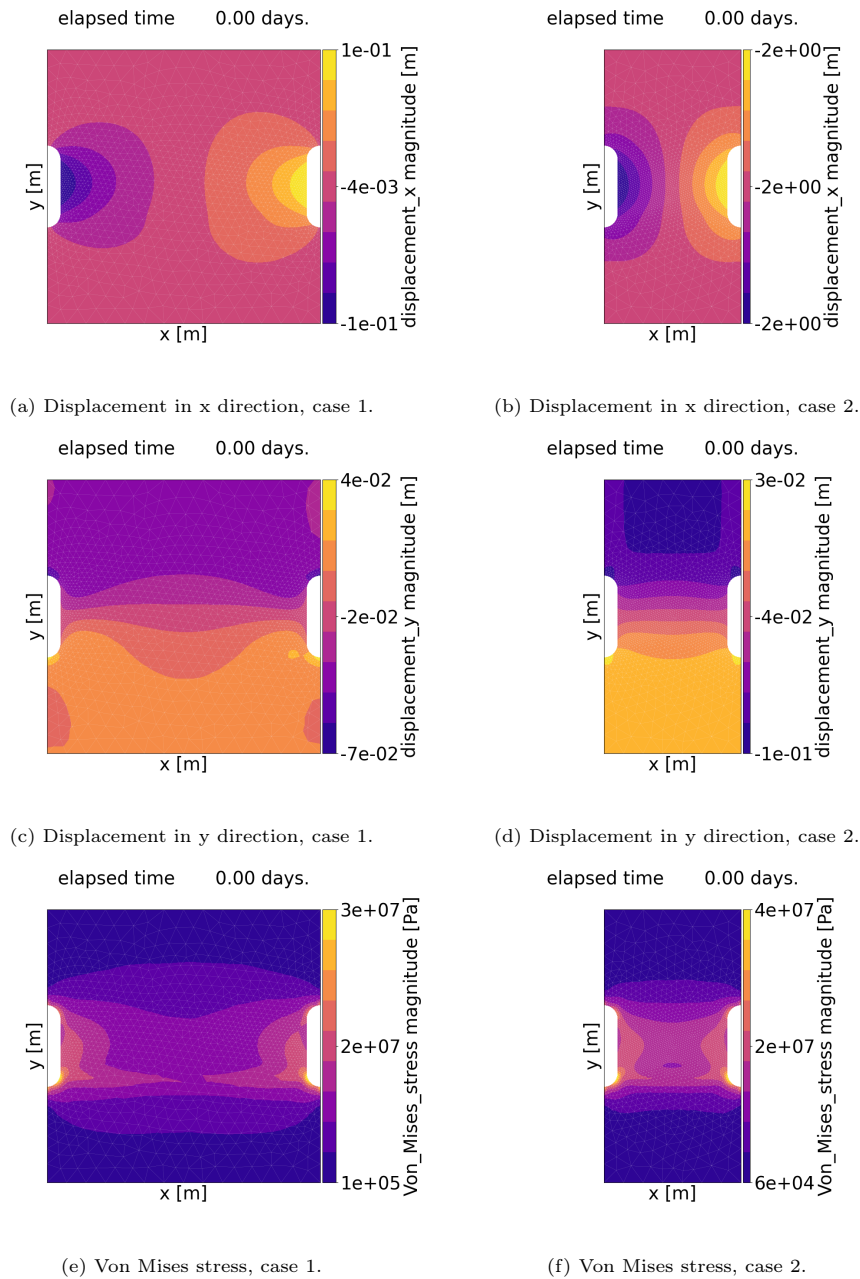 elapsed time 0.00 days.
1e-01
-4e-03
-1e-01
displacement_x magnitude [m]
y [m]
x [m]
(a) Displacement in x direction, case 1.
elapsed time 0.00 days.
-2e+00
-2e+00
-2e+00
displacement_x magnitude [m]
y [m]
x [m]
(b) Displacement in x direction, case 2.
elapsed time 0.00 days.
4e-02
-2e-02
-7e-02
displacement_y magnitude [m]
y [m]
x [m]
(c) Displacement in y direction, case 1.
elapsed time 0.00 days.
3e-02
-4e-02
-1e-01
displacement_y magnitude [m]
y [m]
x [m]
(d) Displacement in y direction, case 2.
elapsed time 0.00 days.
3e+07
2e+07
1e+05
Von_Mises_stress magnitude [Pa]
y [m]
x [m]
(e) Von Mises stress, case 1.
elapsed time 0.00 days.
4e+07
2e+07
6e+04
Von_Mises_stress magnitude [Pa]
y [m]
x [m]
(f) Von Mises stress, case 2.